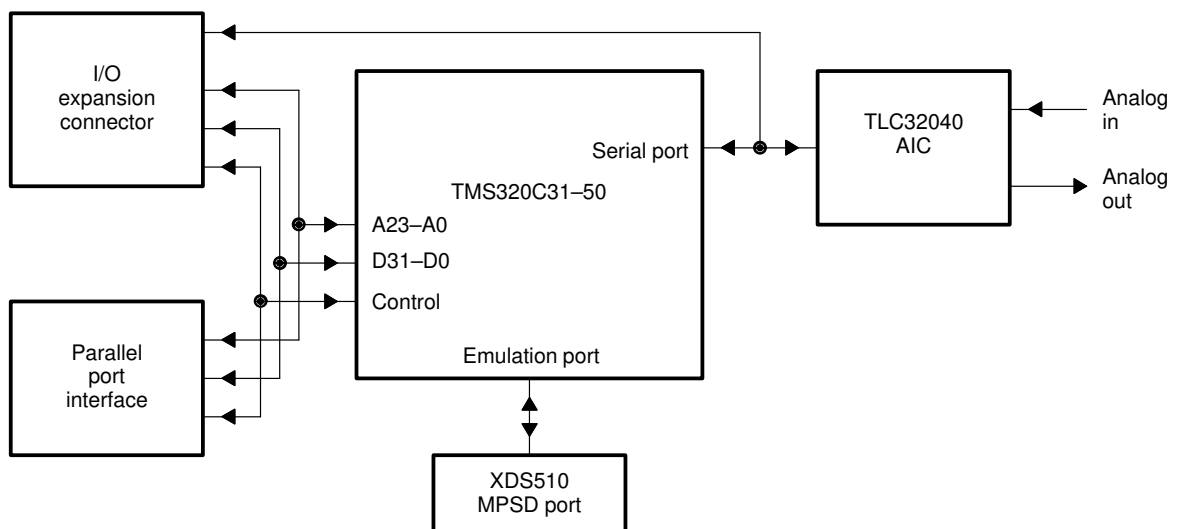 I/O
expansion
connector
Serial port
TMS320C31–50
A23–A0
D31–D0
Control
Emulation port
TLC32040
AIC
Analog
in
Analog
out
Parallel
port
interface
XDS510
MPSD port